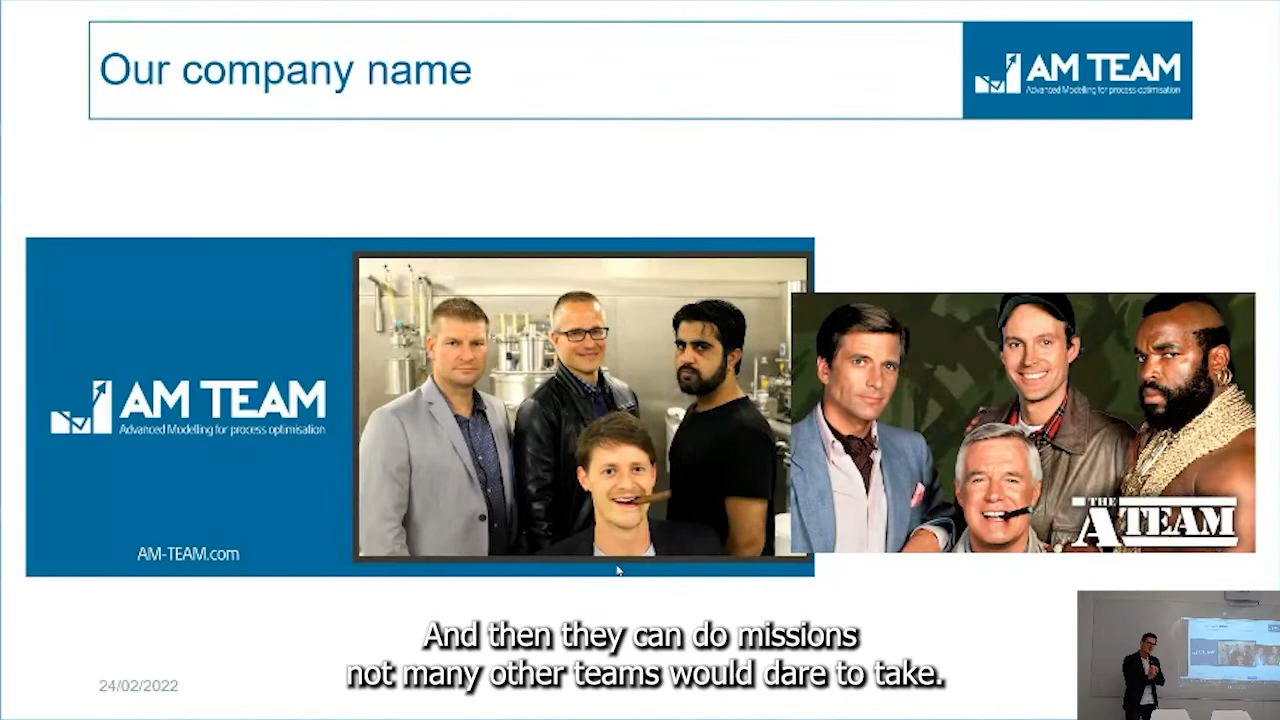 Our company name
AM TEAM
Advanced Modelling for process optimisation
AM TEAM
Advanced Modelling for process optimisation
AM-TEAM.com
THE
A TEAM
And then they can do missions
not many other teams would dare to take.
24/02/2022